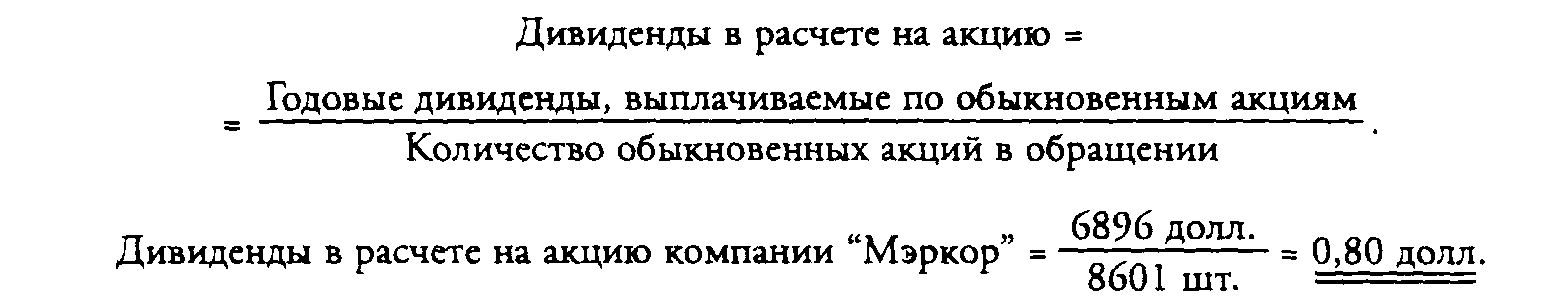 Дивиденды в расчете на акцию =
= Годовые дивиденды, выплачиваемые по обыкновенным акциям
Количество обыкновенных акций в обращении .
Дивиденды в расчете на акцию компании “Мэркор” = 6896 долл. / 8601 шт. = 0,80 долл.